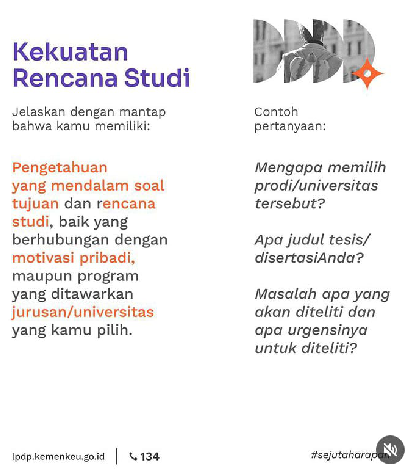 Kekuatan
Rencana Studi
Jelaskan dengan mantap
bahwa kamu memiliki:
Pengetahuan
yang mendalam soal
tujuan dan rencana
studi, baik yang
berhubungan dengan
motivasi pribadi,
maupun program
yang ditawarkan
jurusan/universitas
yang kamu pilih.
Contoh
pertanyaan:
Mengapa memilih
prodi/universitas
tersebut?
Apa judul tesis/
disertasiAnda?
Masalah apa yang
akan diteliti dan
apa urgensinya
untuk diteliti?
lpdp.kemenkeu.go.id
134
#sejutaharapan